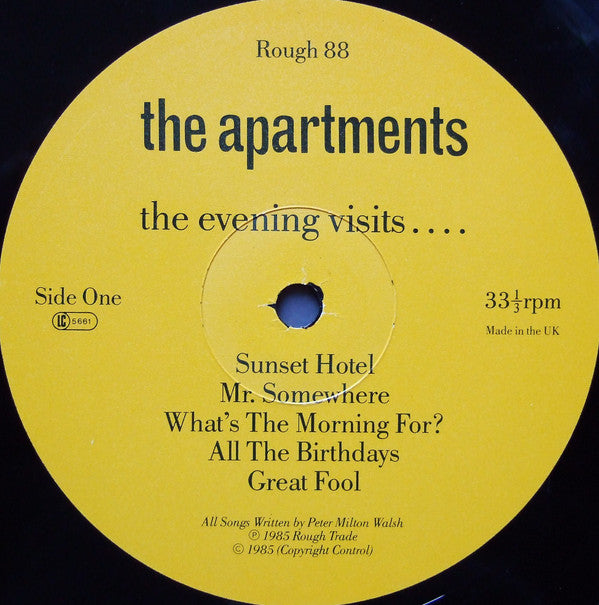 Rough 88
the apartments
the evening visits....
Side One
LC 5661
33⅓rpm
Made in the UK
Sunset Hotel
Mr. Somewhere
What's The Morning For?
All The Birthdays
Great Fool
All Songs Written by Peter Milton Walsh
℗ 1985 Rough Trade
© 1985 (Copyright Control)